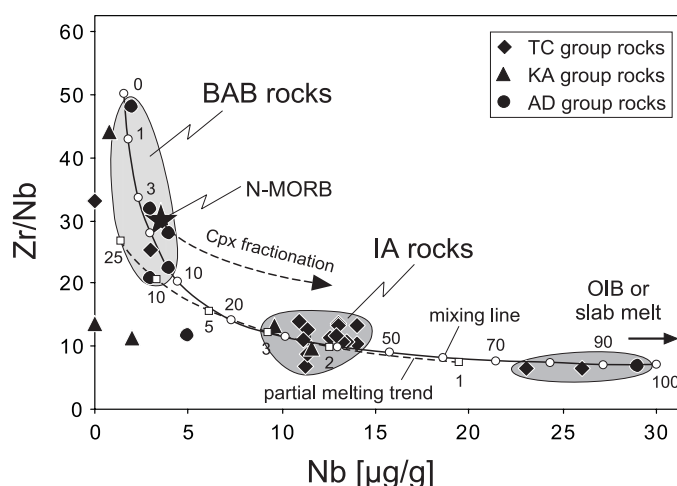 60
50
40
30
20
10
0
Zr/Nb
0
5
10
15
20
25
30
Nb [µg/g]
TC group rocks
KA group rocks
AD group rocks
BAB rocks
N-MORB
Cpx fractionation
IA rocks
OIB or
slab melt
mixing line
partial melting trend
0
1
3
10
20
50
70
90
100
25
10
5
3
2
1